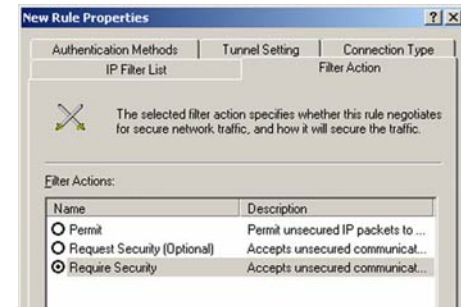 New Rule Properties
Authentication Methods Tunnel Setting Connection Type
IP Filter List Filter Action
The selected filter action specifies whether this rule negotiates
for secure network traffic, and how it will secure the traffic.
Filter Actions:
Name Description
Permit Permit unsecured IP packets to ...
Request Security (Optional) Accepts unsecured communicat...
Require Security Accepts unsecured communicat...